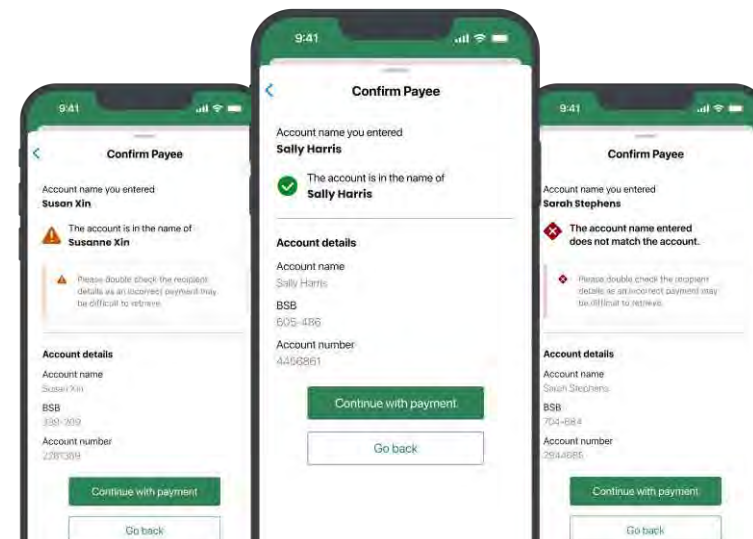 9:41
Confirm Payee
Account name you entered
Susan Xin
The account is in the name of
Susanne Xin
Please double check the recipient
details as an incorrect payment may
be difficult to retrieve.
Account details
Account name
Susan Xin
BSB
Account number
Continue with payment
Go back
9:41
Confirm Payee
Account name you entered
Sally Harris
The account is in the name of
Sally Harris
Account details
Account name
Sally Harris
BSB
605-486
Account number
4456861
Continue with payment
Go back
9:41
Confirm Payee
Account name you entered
Sarah Stephens
The account name entered
does not match the account.
Please double check the recipient
details as an incorrect payment may
be difficult to retrieve.
Account details
Account name
Sarah Stephens
BSB
704-684
Account number
Continue with payment
Go back